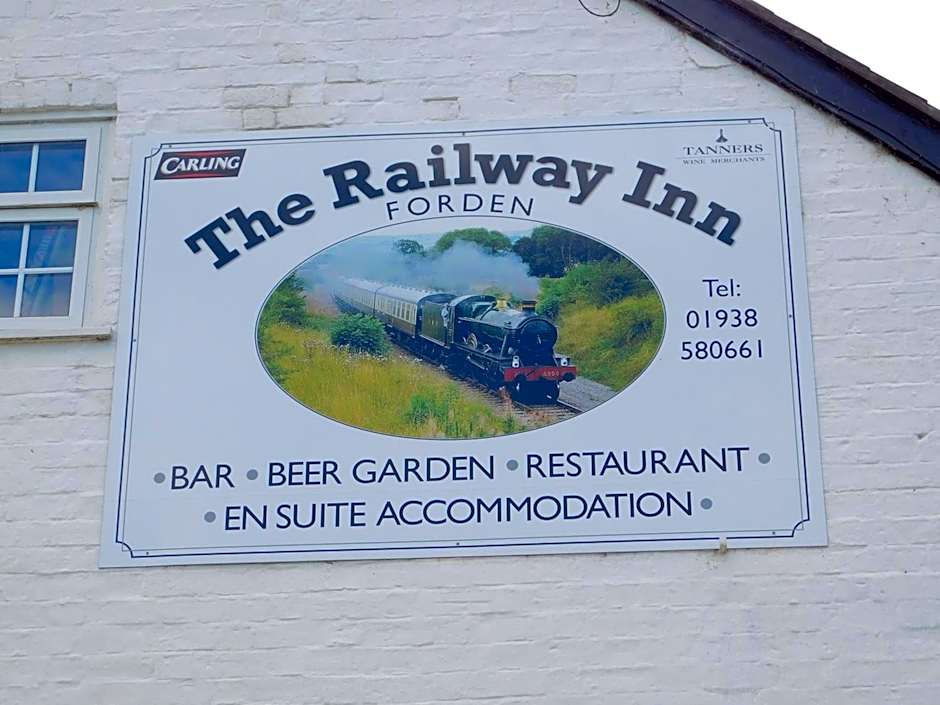 CARLING
TANNERS
WINE MERCHANTS
The Railway Inn
FORDEN
Tel:
01938
580661
• BAR • BEER GARDEN • RESTAURANT •
• EN SUITE ACCOMMODATION •